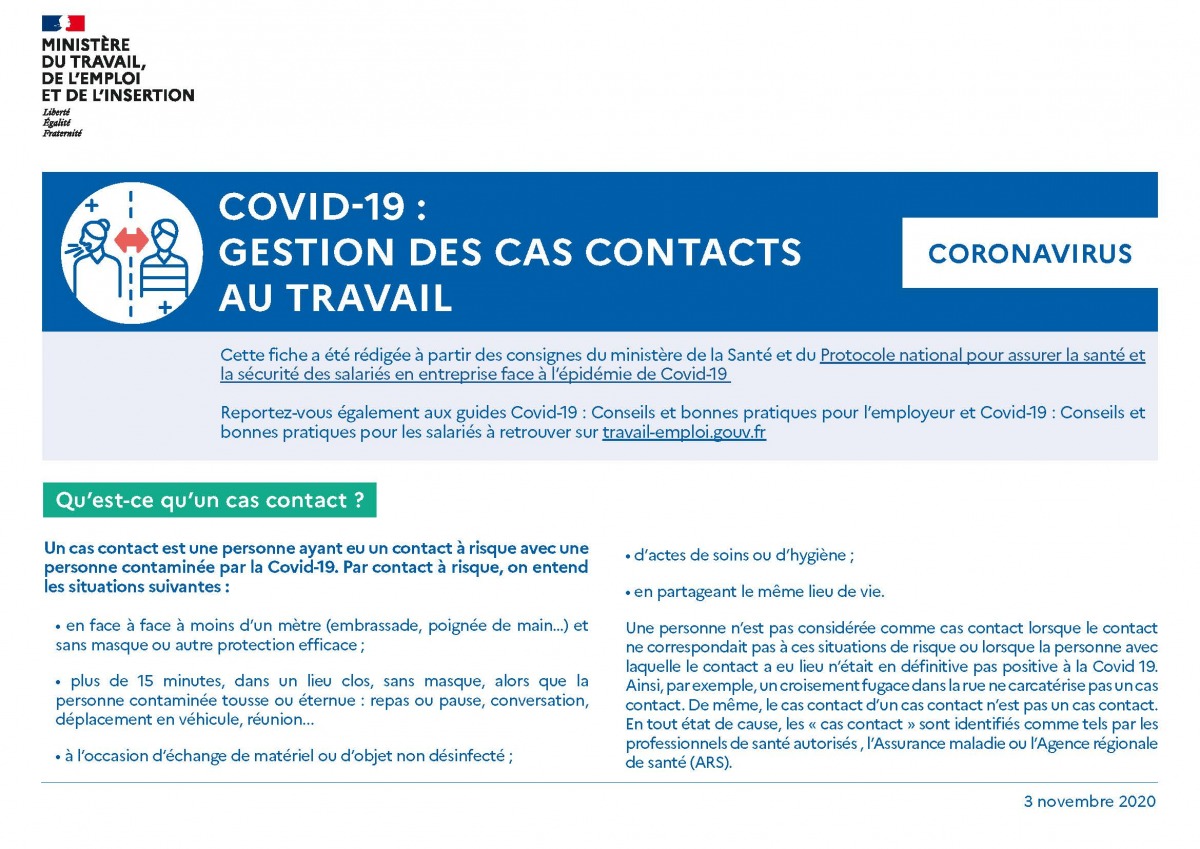 MINISTÈRE
DU TRAVAIL,
DE L'EMPLOI
ET DE L'INSERTION
Liberté
Égalité
Fraternité
COVID-19 :
GESTION DES CAS CONTACTS
AU TRAVAIL
CORONAVIRUS
Cette fiche a été rédigée à partir des consignes du ministère de la Santé et du Protocole national pour assurer la santé et
la sécurité des salariés en entreprise face à l'épidémie de Covid-19
Reportez-vous également aux guides Covid-19 : Conseils et bonnes pratiques pour l'employeur et Covid-19 : Conseils et
bonnes pratiques pour les salariés à retrouver sur travail-emploi.gouv.fr
Qu'est-ce qu'un cas contact ?
Un cas contact est une personne ayant eu un contact à risque avec une
personne contaminée par la Covid-19. Par contact à risque, on entend
les situations suivantes :
• en face à face à moins d'un mètre (embrassade, poignée de main...) et
sans masque ou autre protection efficace ;
• plus de 15 minutes, dans un lieu clos, sans masque, alors que la
personne contaminée tousse ou éternue : repas ou pause, conversation,
déplacement en véhicule, réunion...
• à l'occasion d'échange de matériel ou d'objet non désinfecté ;
• d'actes de soins ou d'hygiène ;
• en partageant le même lieu de vie.
Une personne n'est pas considérée comme cas contact lorsque le contact
ne correspondait pas à ces situations de risque ou lorsque la personne avec
laquelle le contact a eu lieu n'était en définitive pas positive à la Covid 19.
Ainsi, par exemple, un croisement fugace dans la rue ne carcatérise pas un cas
contact. De même, le cas contact d'un cas contact n'est pas un cas contact.
En tout état de cause, les « cas contact » sont identifiés comme tels par les
professionnels de santé autorisés , l'Assurance maladie ou l'Agence régionale
de santé (ARS).
3 novembre 2020